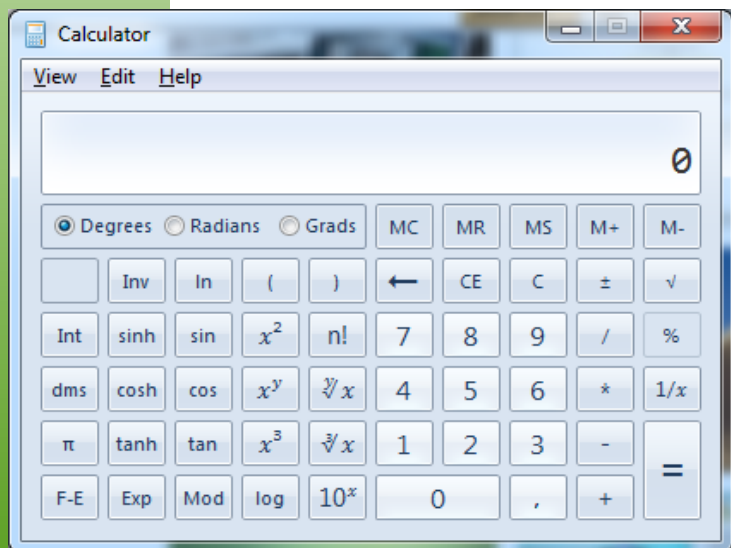 Calculator
View Edit Help
0
Degrees Radians Grads MC MR MS M+ M-
Inv ln ( ) ← CE C ± √
Int sinh sin x² n! 7 8 9 / %
dms cosh cos xʸ ʸ√x 4 5 6 * 1/x
π tanh tan x³ ³√x 1 2 3 - =
F-E Exp Mod log 10ˣ 0 , +